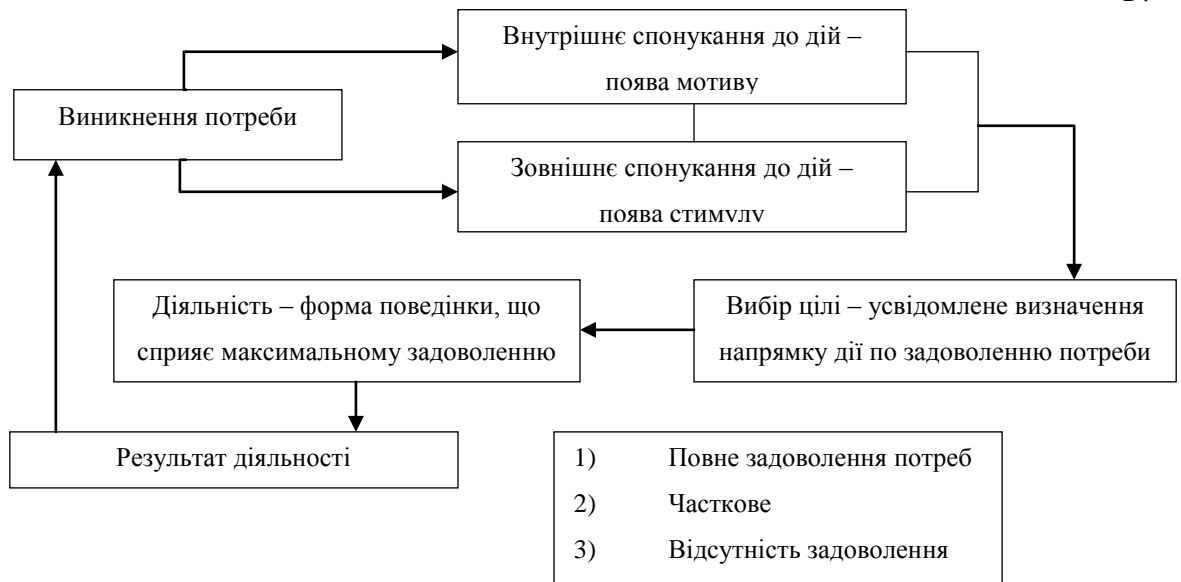 Внутрішнє спонукання до дій –
поява мотиву
Виникнення потреби
Зовнішнє спонукання до дій –
поява стимулу
Діяльність – форма поведінки, що
сприяє максимальному задоволенню
Вибір цілі – усвідомлене визначення
напрямку дії по задоволенню потреби
Результат діяльності
1) Повне задоволення потреб
2) Часткове
3) Відсутність задоволення